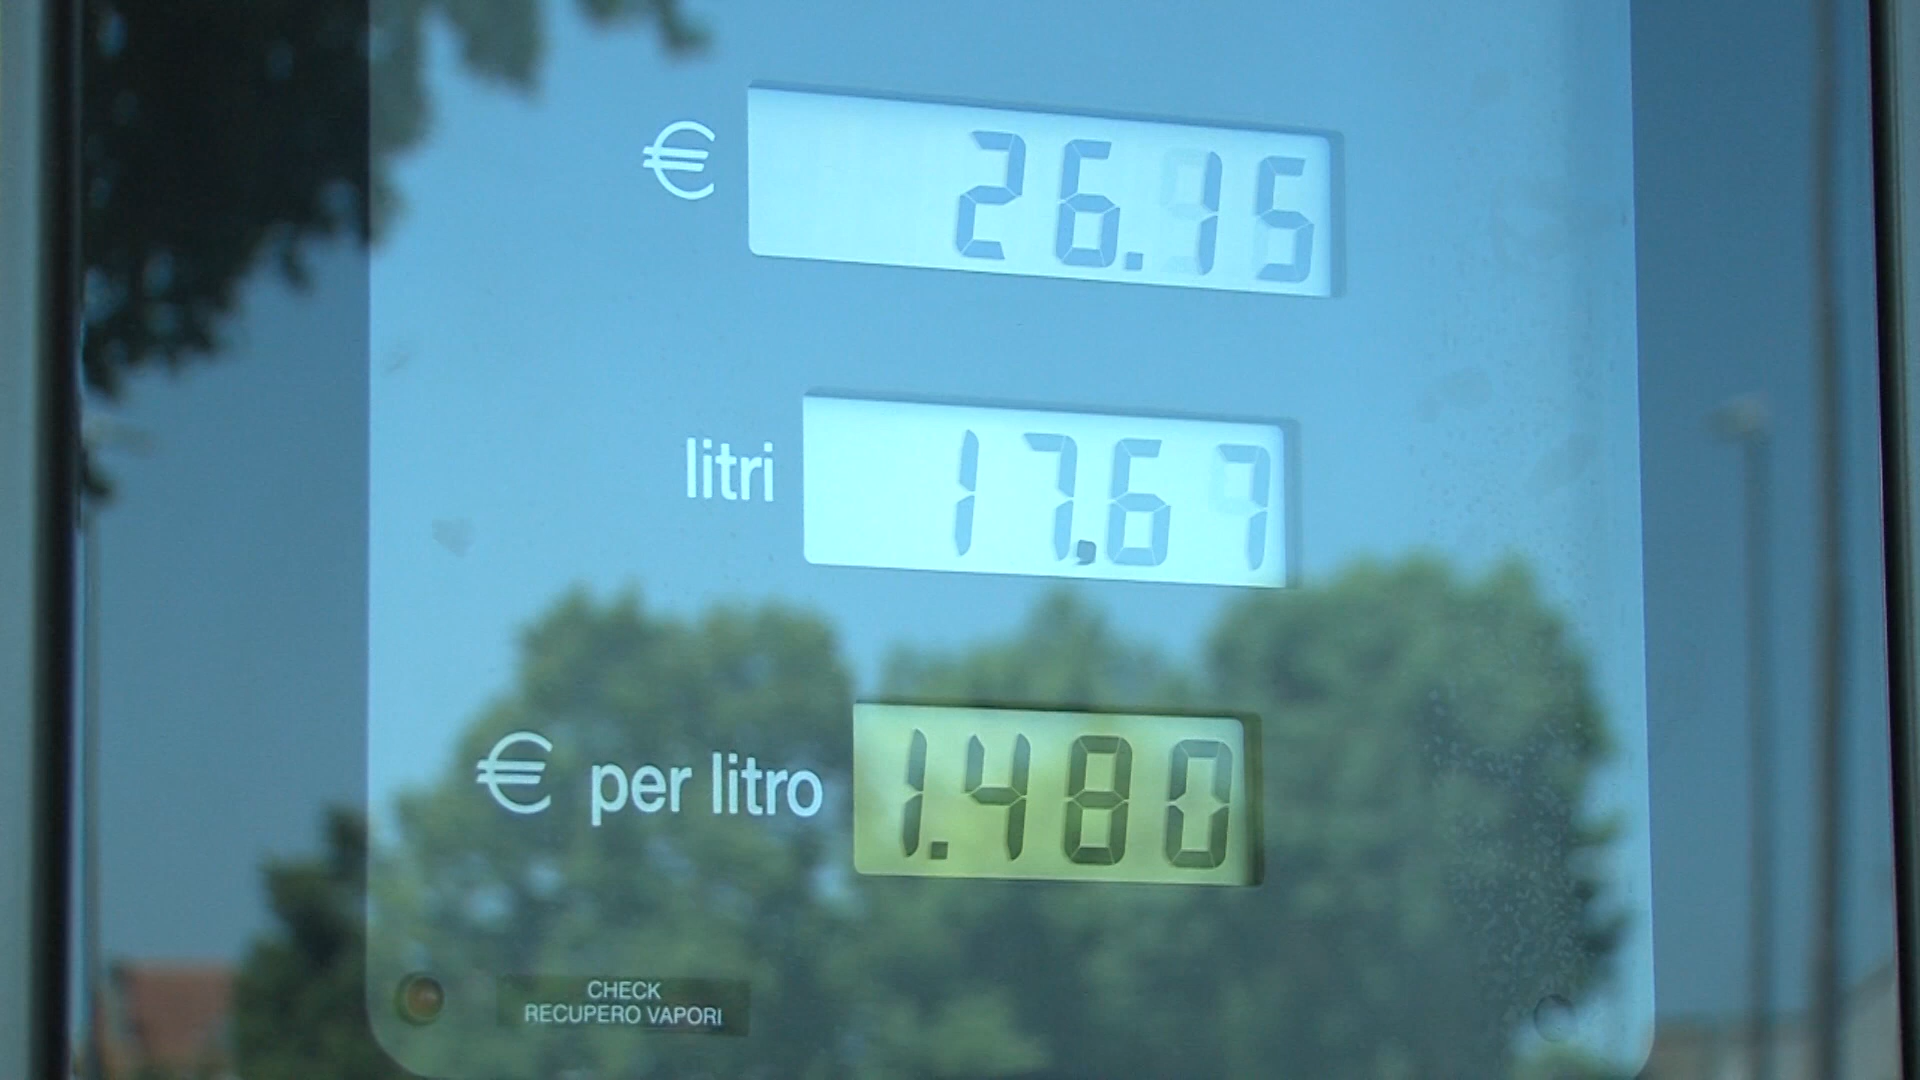 € 26.15
litri 17,67
€ per litro 1.480
CHECK
RECUPERO VAPORI